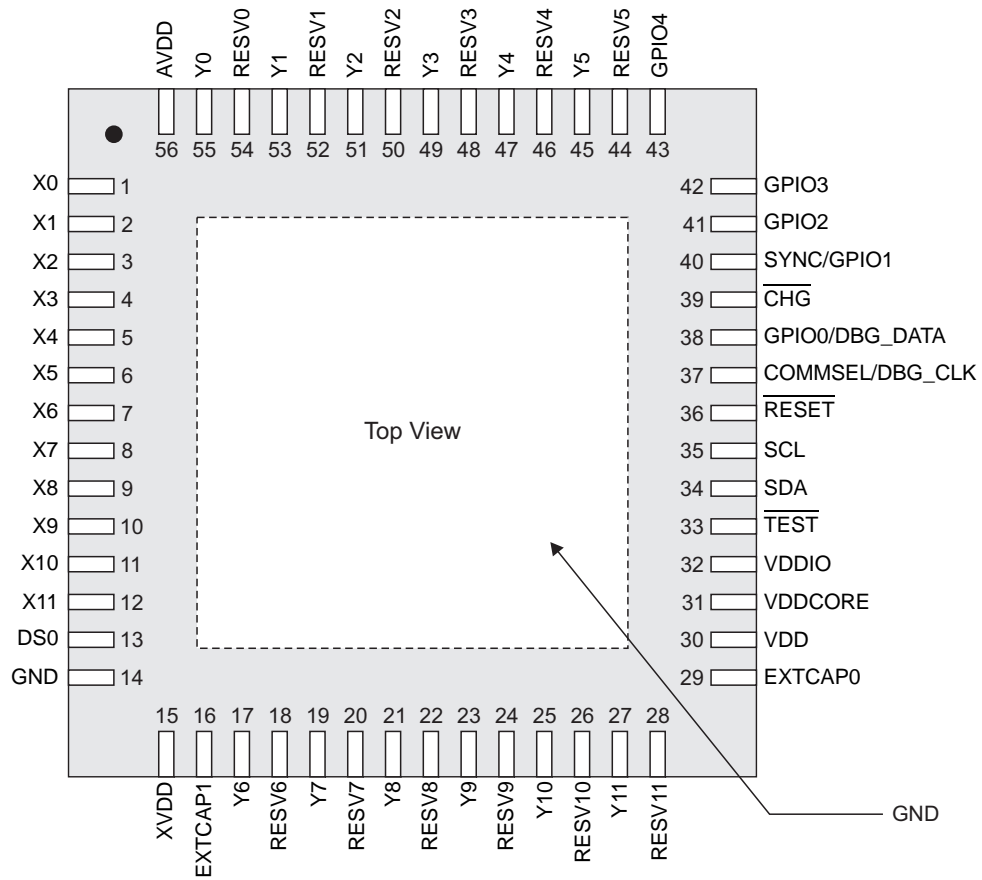 AVDD Y0 RESV0 Y1 RESV1 Y2 RESV2 Y3 RESV3 Y4 RESV4 Y5 RESV5 GPIO4
56 55 54 53 52 51 50 49 48 47 46 45 44 43
X0 1 42 GPIO3
X1 2 41 GPIO2
X2 3 40 SYNC/GPIO1
X3 4 39 CHG
X4 5 38 GPIO0/DBG_DATA
X5 6 37 COMMSEL/DBG_CLK
X6 7 36 RESET
Top View
X7 8 35 SCL
X8 9 34 SDA
X9 10 33 TEST
X10 11 32 VDDIO
X11 12 31 VDDCORE
DS0 13 30 VDD
GND 14 29 EXTCAP0
15 16 17 18 19 20 21 22 23 24 25 26 27 28
XVDD EXTCAP1 Y6 RESV6 Y7 RESV7 Y8 RESV8 Y9 RESV9 Y10 RESV10 Y11 RESV11
GND